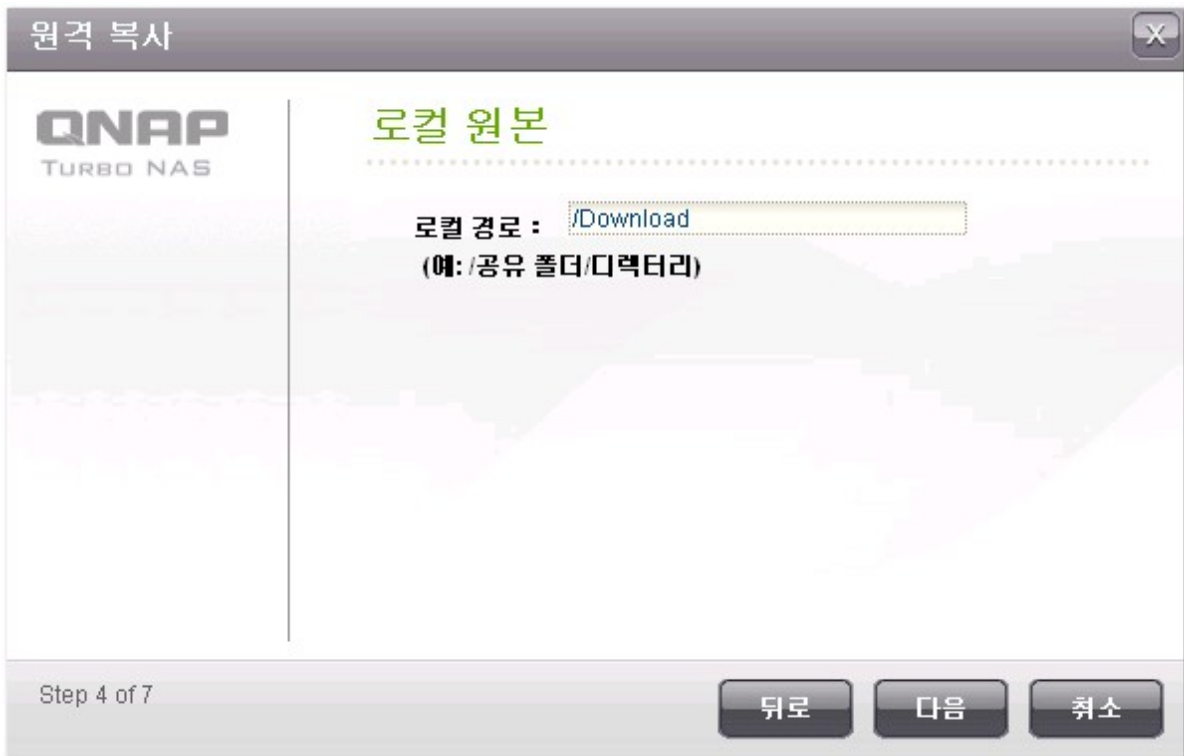 원격 복사
X
QNAP
TURBO NAS
로컬 원본
로컬 경로 : /Download
(예: /공유 폴더/디렉터리)
Step 4 of 7
뒤로
다음
취소